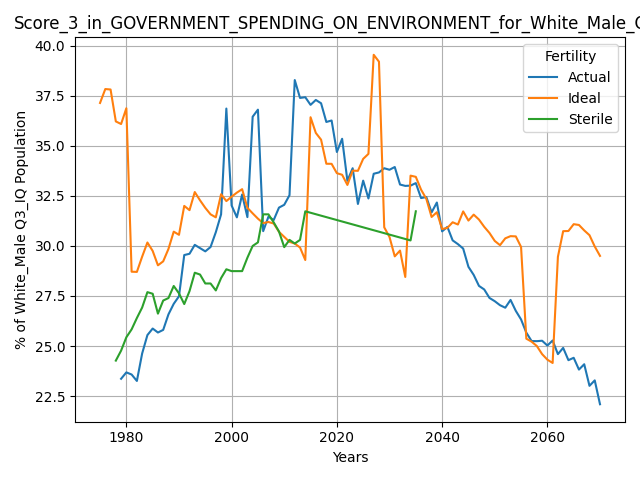 Score_3_in_GOVERNMENT_SPENDING_ON_ENVIRONMENT_for_White_Male_
40.0
37.5
35.0
32.5
30.0
27.5
25.0
22.5
% of White_Male Q3_IQ Population
Fertility
Actual
Ideal
Sterile
1980 2000 2020 2040 2060
Years